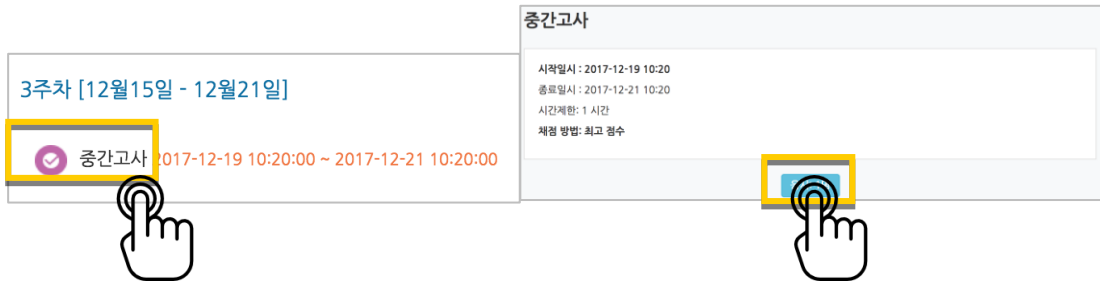 3주차 [12월15일 - 12월21일]
중간고사 2017-12-19 10:20:00 ~ 2017-12-21 10:20:00
중간고사
시작일시 : 2017-12-19 10:20
종료일시 : 2017-12-21 10:20
시간제한: 1 시간
채점 방법: 최고 점수